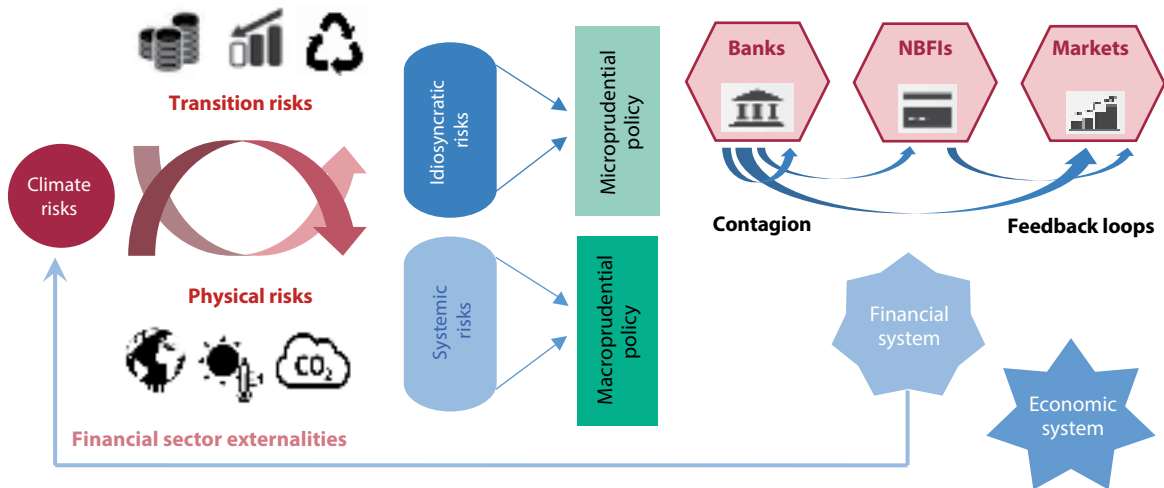 Transition risks
Climate
risks
Physical risks
CO2
Financial sector externalities
Idiosyncratic
risks
Systemic
risks
Microprudential
policy
Macroprudential
policy
Banks
NBFIs
Markets
Contagion
Feedback loops
Financial
system
Economic
system